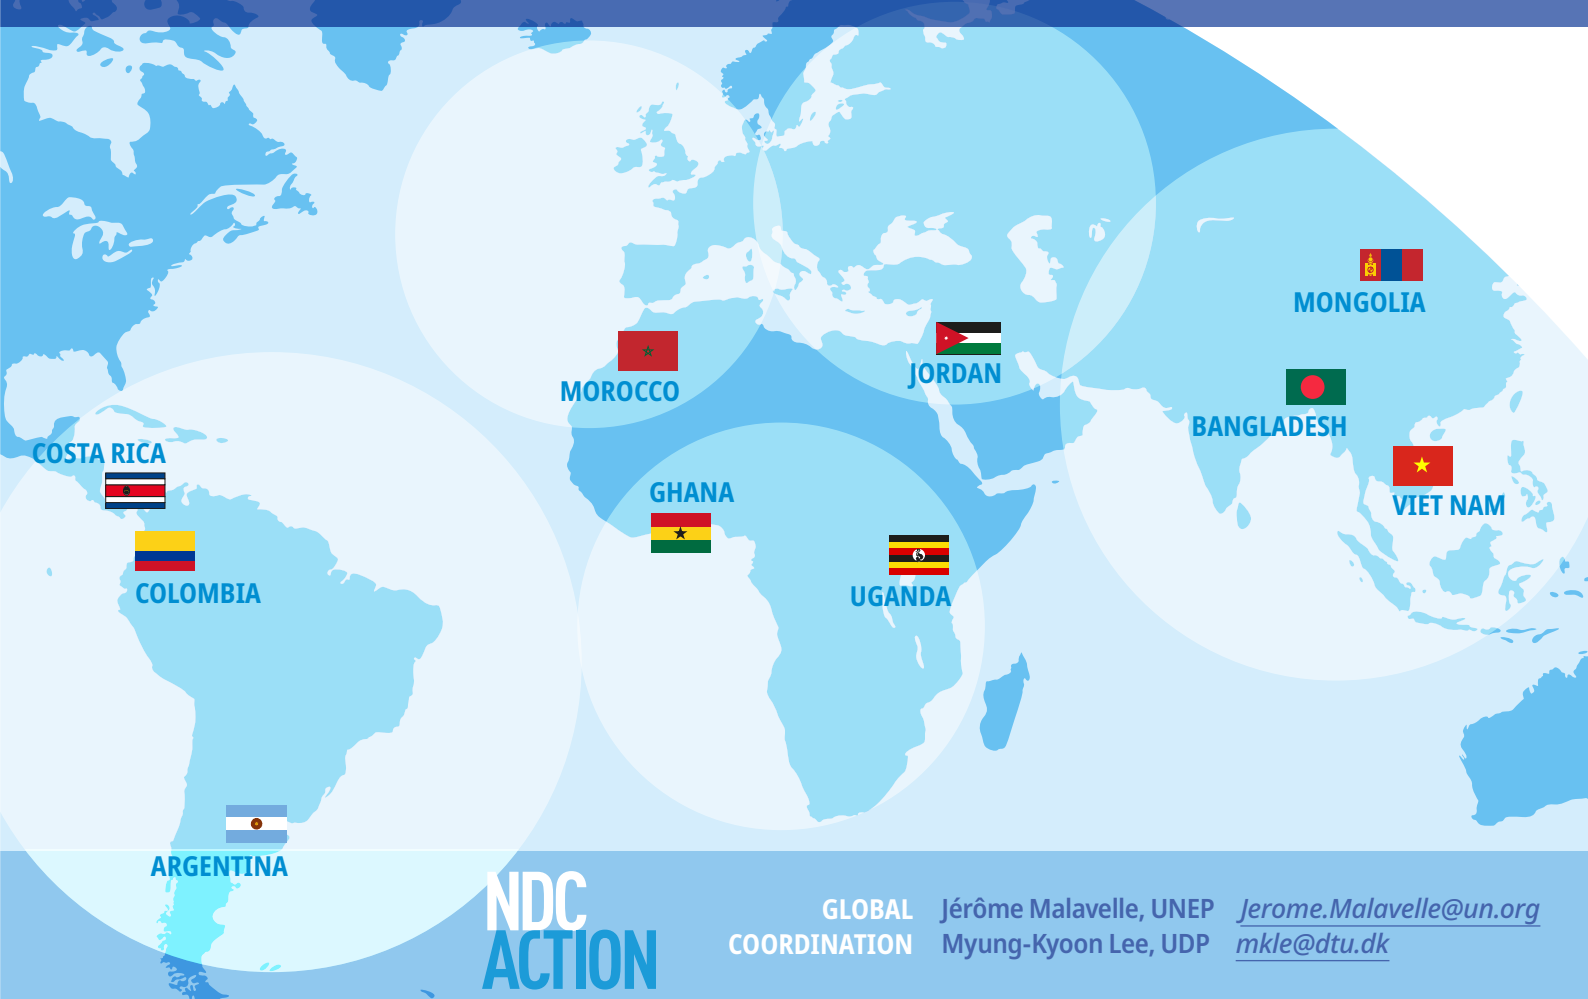 MONGOLIA
JORDAN
MOROCCO
BANGLADESH
COSTA RICA
GHANA
VIET NAM
COLOMBIA
UGANDA
ARGENTINA
NDC
ACTION
GLOBAL COORDINATION
Jérôme Malavelle, UNEP Jerome.Malavelle@un.org
Myung-Kyoon Lee, UDP mkle@dtu.dk